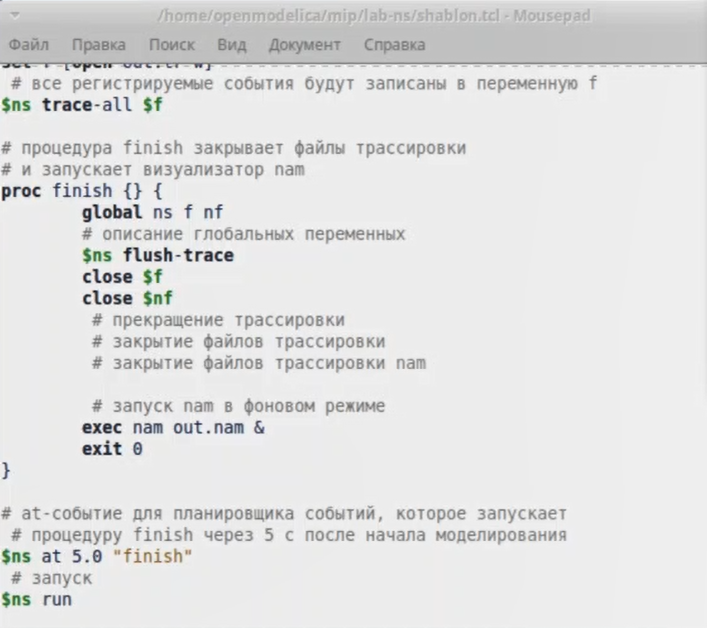 /home/openmodelica/mip/lab-ns/shablon.tcl - Mousepad
Файл Правка Поиск Вид Документ Справка
set f [open out.tr w]
# все регистрируемые события будут записаны в переменную f
$ns trace-all $f
# процедура finish закрывает файлы трассировки
# и запускает визуализатор nam
proc finish {} {
global ns f nf
# описание глобальных переменных
$ns flush-trace
close $f
close $nf
# прекращение трассировки
# закрытие файлов трассировки
# закрытие файлов трассировки nam
# запуск nam в фоновом режиме
exec nam out.nam &
exit 0
}
# at-событие для планировщика событий, которое запускает
# процедуру finish через 5 с после начала моделирования
$ns at 5.0 "finish"
# запуск
$ns run